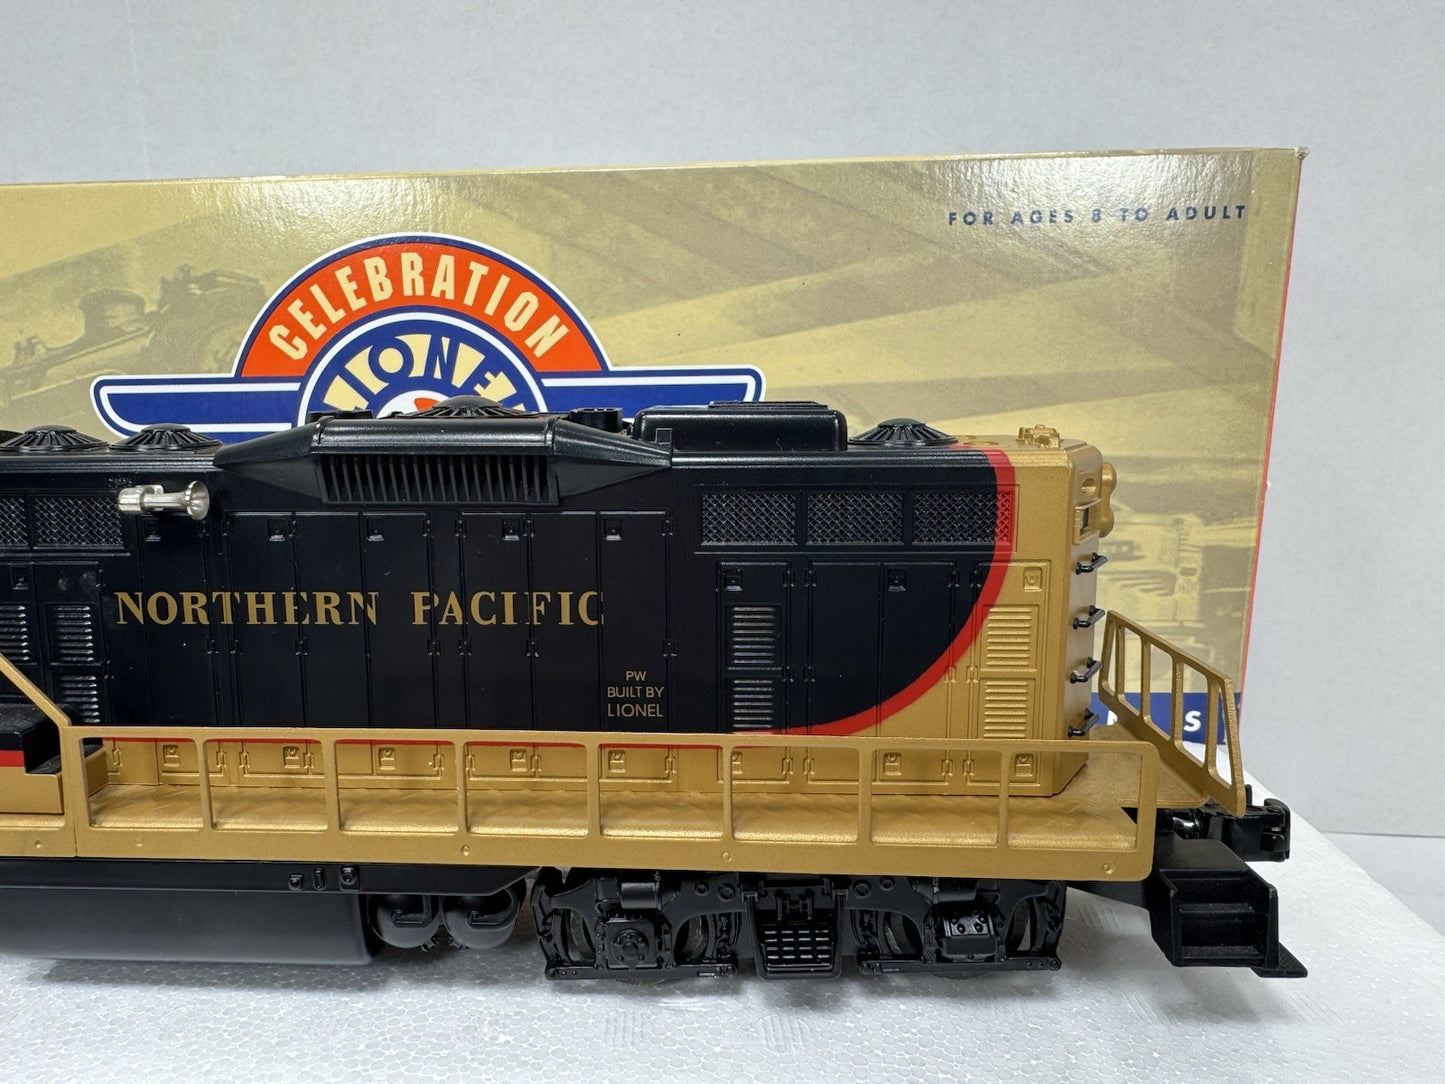 FOR AGES 8 TO ADULT
CELEBRATION
NORTHERN PACIFIC
PW
BUILT BY
LIONEL